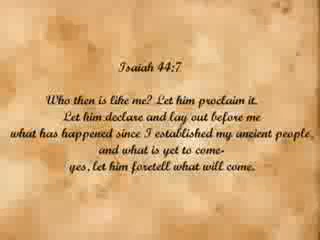 Isaiah 44:7
Who then is like me? Let him proclaim it.
Let him declare and lay out before me
what has happened since I established my ancient people,
and what is yet to come-
yes, let him foretell what will come.